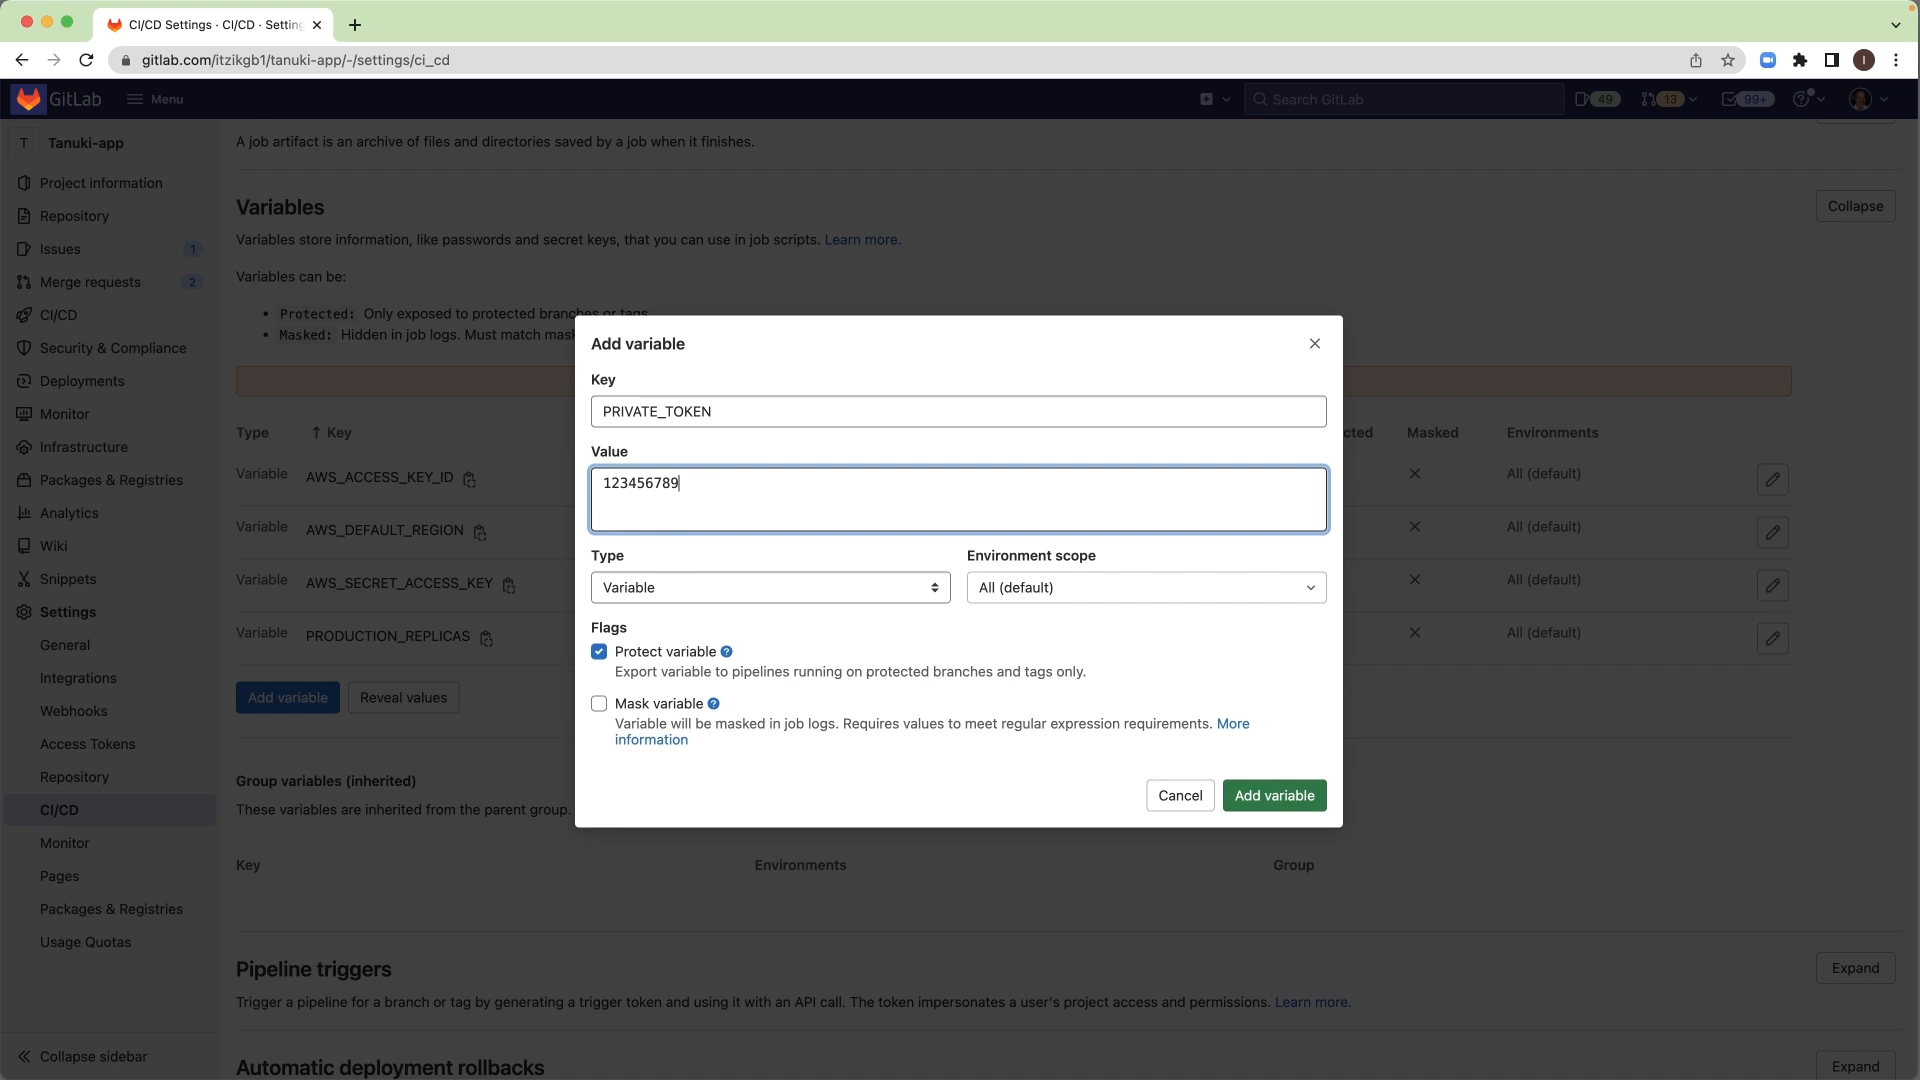 CI/CD Settings · CI/CD · Setting
gitlab.com/itzikgb1/tanuki-app/-/settings/ci_cd
I
GitLab
Menu
Search GitLab
49
13
99+
T
Tanuki-app
Project information
Repository
Issues
1
Merge requests
2
CI/CD
Security & Compliance
Deployments
Monitor
Infrastructure
Packages & Registries
Analytics
Wiki
Snippets
Settings
General
Integrations
Webhooks
Access Tokens
Repository
CI/CD
Monitor
Pages
Packages & Registries
Usage Quotas
Collapse sidebar
A job artifact is an archive of files and directories saved by a job when it finishes.
Variables
Collapse
Variables store information, like passwords and secret keys, that you can use in job scripts. Learn more.
Variables can be:
• Protected: Only exposed to protected branches or tags
• Masked: Hidden in job logs. Must match mask
Type ↑ Key cted Masked Environments
Variable AWS_ACCESS_KEY_ID All (default)
Variable AWS_DEFAULT_REGION All (default)
Variable AWS_SECRET_ACCESS_KEY All (default)
Variable PRODUCTION_REPLICAS All (default)
Add variable Reveal values
Group variables (inherited)
These variables are inherited from the parent group.
Key Environments Group
Pipeline triggers
Expand
Trigger a pipeline for a branch or tag by generating a trigger token and using it with an API call. The token impersonates a user's project access and permissions. Learn more.
Automatic deployment rollbacks
Expand
Add variable
Key
PRIVATE_TOKEN
Value
123456789
Type Environment scope
Variable All (default)
Flags
Protect variable
Export variable to pipelines running on protected branches and tags only.
Mask variable
Variable will be masked in job logs. Requires values to meet regular expression requirements. More
information
Cancel Add variable